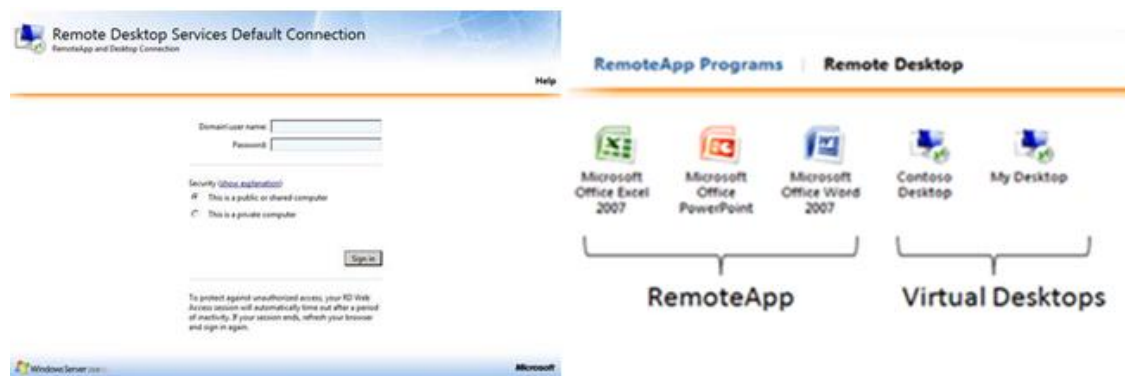 Remote Desktop Services Default Connection
RemoteApp and Desktop Connection
Help
Domain\user name:
Password:
Security (show explanation)
This is a public or shared computer
This is a private computer
Sign in
To protect against unauthorized access, your RD Web
Access session will automatically time out after a period
of inactivity. If your session ends, refresh your browser
and sign in again.
Windows Server
Microsoft
RemoteApp Programs | Remote Desktop
Microsoft
Office Excel
2007
Microsoft
Office
PowerPoint
Microsoft
Office Word
2007
Contoso
Desktop
My Desktop
RemoteApp
Virtual Desktops